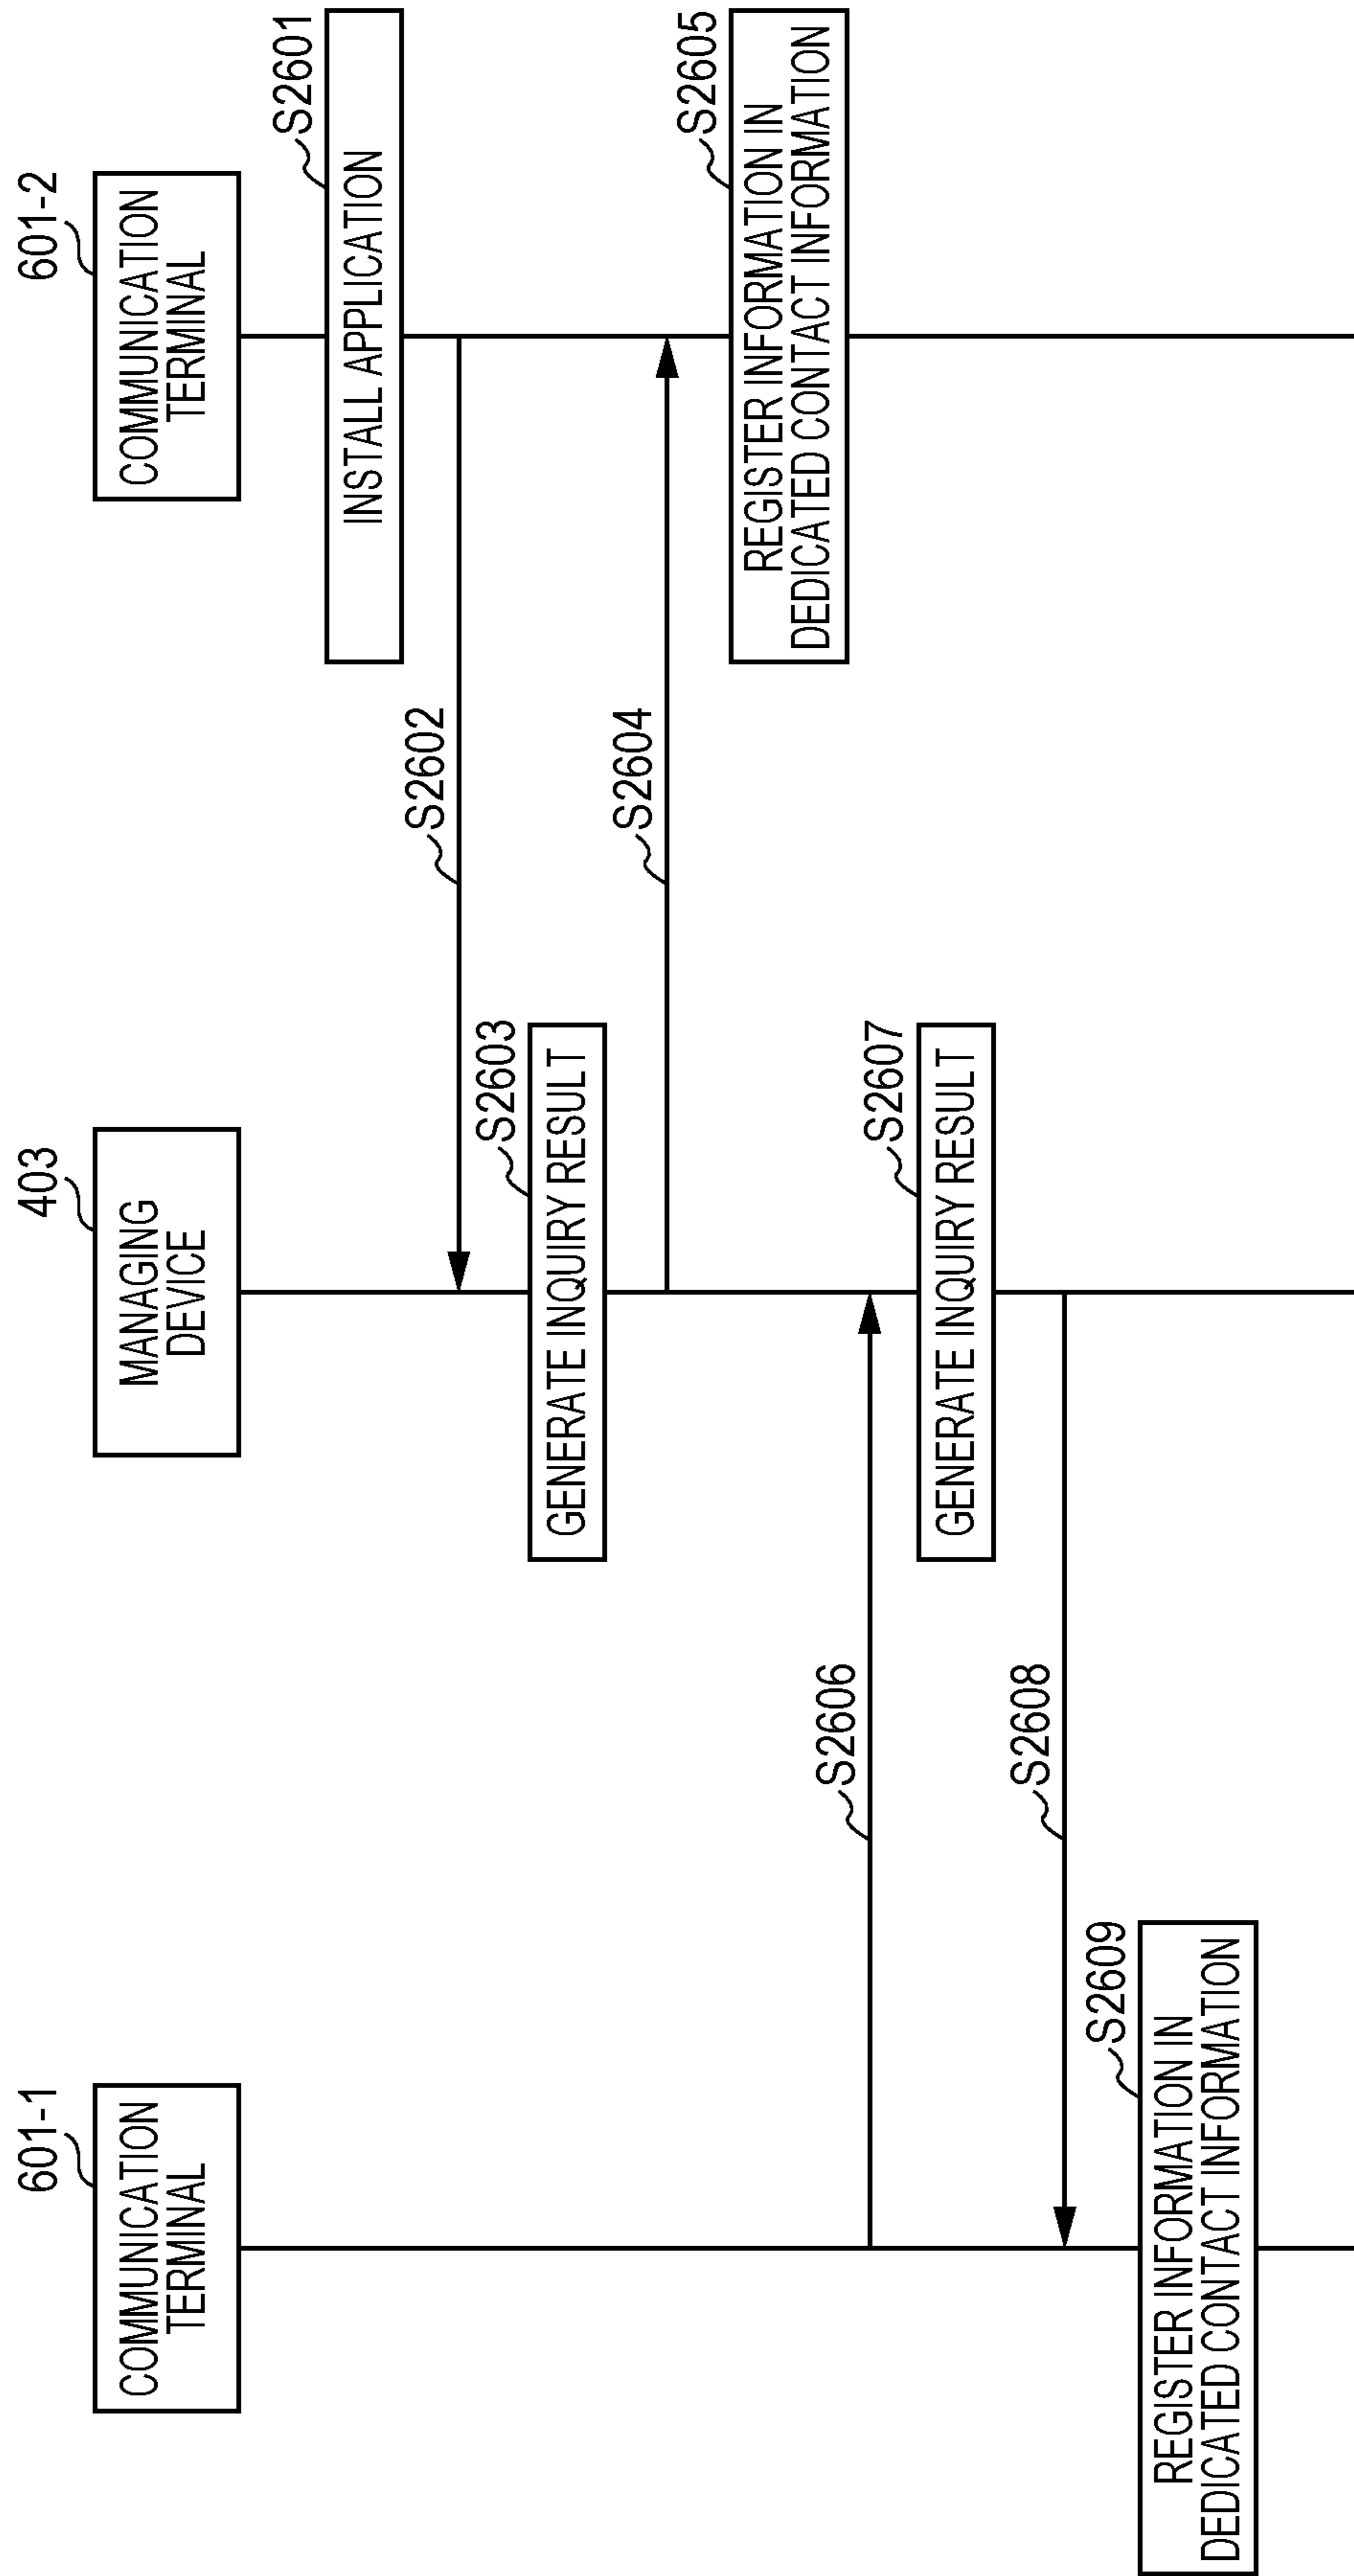 601-1
COMMUNICATION
TERMINAL
403
MANAGING
DEVICE
601-2
COMMUNICATION
TERMINAL
S2601
INSTALL APPLICATION
S2602
S2603
GENERATE INQUIRY RESULT
S2604
S2605
REGISTER INFORMATION IN
DEDICATED CONTACT INFORMATION
S2606
S2607
GENERATE INQUIRY RESULT
S2608
S2609
REGISTER INFORMATION IN
DEDICATED CONTACT INFORMATION